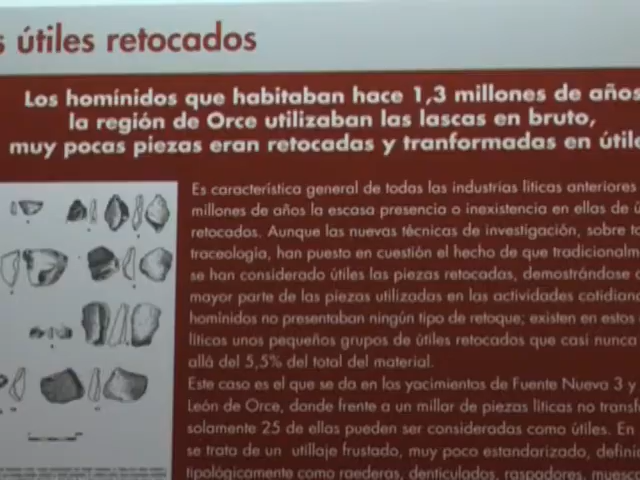 s útiles retocados
Los homínidos que habitaban hace 1,3 millones de años
la región de Orce utilizaban las lascas en bruto,
muy pocas piezas eran retocadas y tranformadas en útile
Es característica general de todas las industrias líticas anteriores
millones de años la escasa presencia o inexistencia en ellas de ú
retocados. Aunque las nuevas técnicas de investigación, sobre to
traceología, han puesto en cuestión el hecho de que tradicionalm
se han considerado útiles las piezas retocadas, demostrándose
mayor parte de las piezas utilizadas en las actividades cotidian
homínidos no presentaban ningún tipo de retoque; existen en estos
líticos unos pequeños grupos de útiles retocados que casi nunca
allá del 5,5% del total del material.
Este caso es el que se da en los yacimientos de Fuente Nueva 3 y
León de Orce, donde frente a un millar de piezas líticas no transf
solamente 25 de ellas pueden ser consideradas como útiles. En
se trata de un utillaje frustado, muy poco estandarizado, defini
tipológicamente como raederas, denticulados, raspadores, muesc